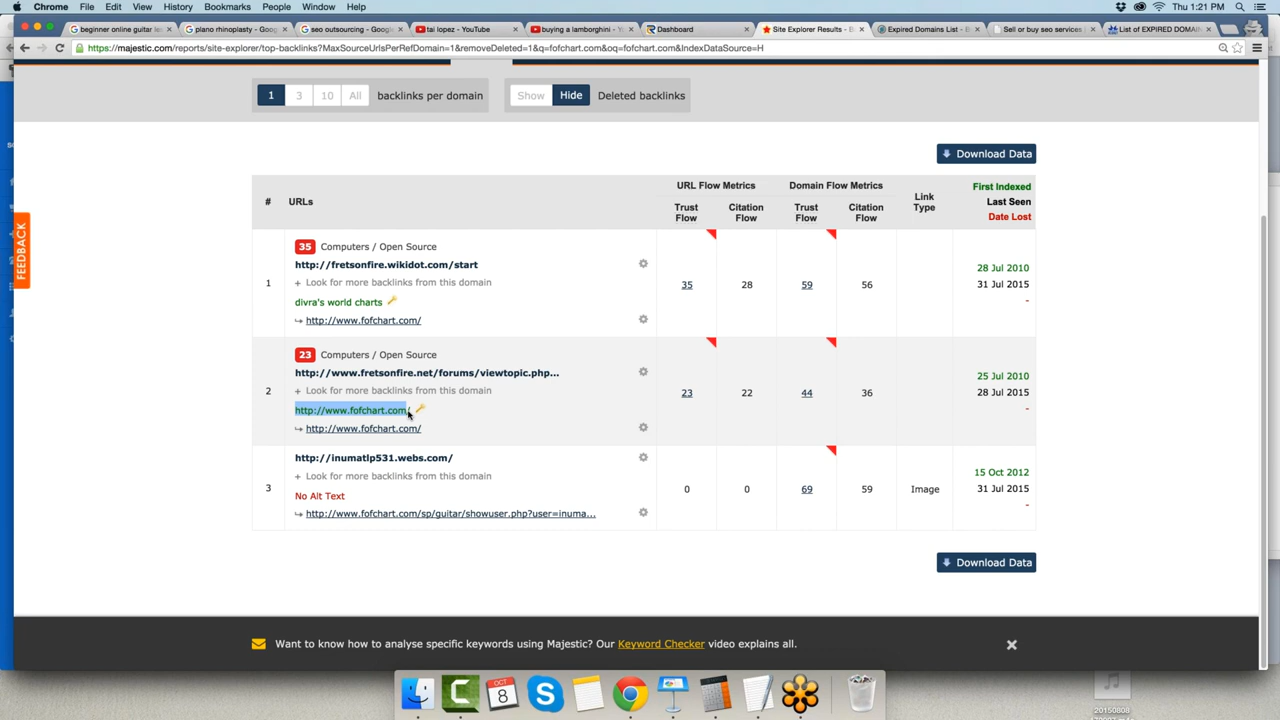 Chrome File Edit View History Bookmarks People Window Help Thu 1:21 PM
beginner online guitar les
plano rhinoplasty - Goog
seo outsourcing - Google
tai lopez - YouTube
buying a lamborghini - Yo
Dashboard
Site Explorer Results - B
Expired Domains List - E
Sell or buy seo services |
List of EXPIRED DOMAIN
https://majestic.com/reports/site-explorer/top-backlinks?MaxSourceUrlsPerRefDomain=1&removeDeleted=1&q=fofchart.com&oq=fofchart.com&IndexDataSource=H
1 3 10 All backlinks per domain Show Hide Deleted backlinks
Download Data
# URLs URL Flow Metrics Domain Flow Metrics Link Type First Indexed
Last Seen
Date Lost
Trust Flow Citation Flow Trust Flow Citation Flow
35 Computers / Open Source
http://fretsonfire.wikidot.com/start
+ Look for more backlinks from this domain
divra's world charts
http://www.fofchart.com/
1 35 28 59 56
28 Jul 2010
31 Jul 2015
-
23 Computers / Open Source
http://www.fretsonfire.net/forums/viewtopic.php...
+ Look for more backlinks from this domain
http://www.fofchart.com/
http://www.fofchart.com/
2 23 22 44 36
25 Jul 2010
28 Jul 2015
-
http://inumatlp531.webs.com/
+ Look for more backlinks from this domain
No Alt Text
http://www.fofchart.com/sp/guitar/showuser.php?user=inuma...
3 0 0 69 59 Image
15 Oct 2012
31 Jul 2015
-
Download Data
FEEDBACK
Want to know how to analyse specific keywords using Majestic? Our Keyword Checker video explains all.
OCT
8
20150808